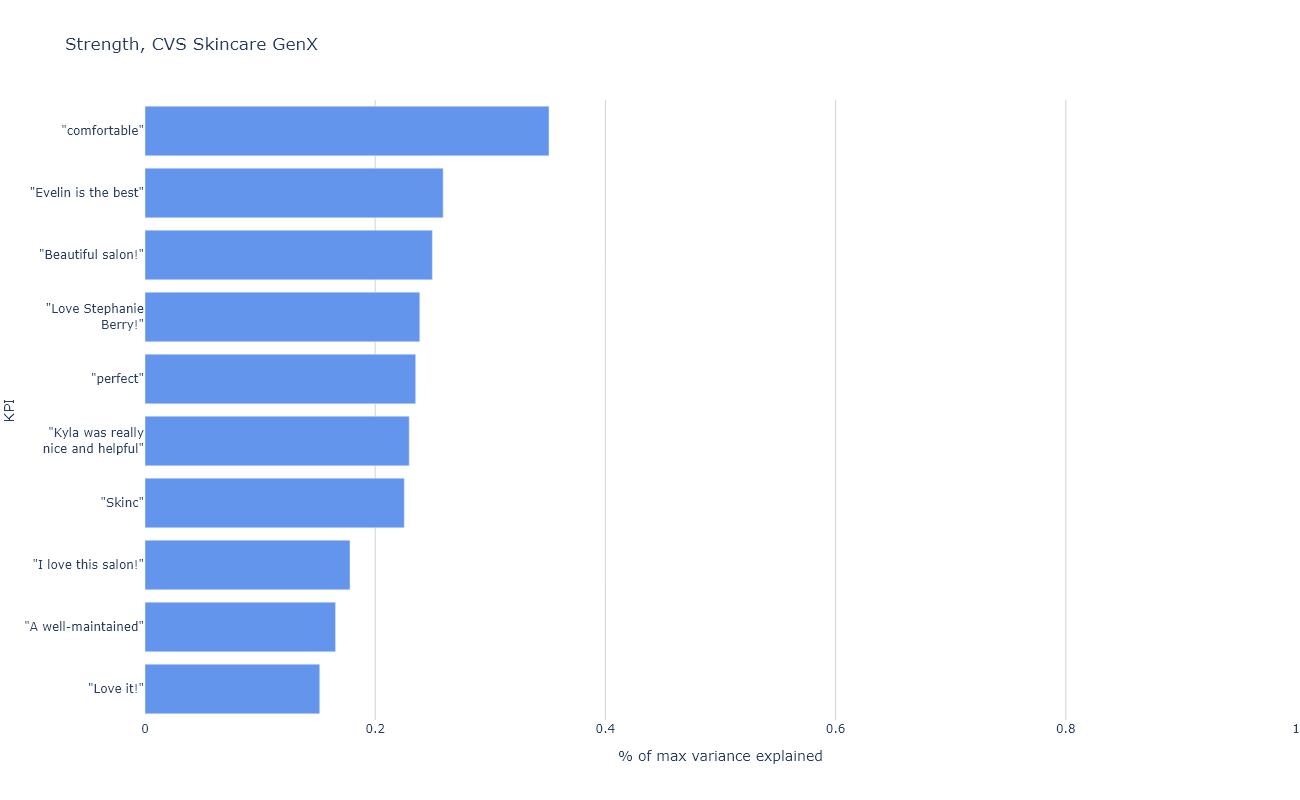 Strength, CVS Skincare GenX
"comfortable"
"Evelin is the best"
"Beautiful salon!"
"Love Stephanie
Berry!"
"perfect"
"Kyla was really
nice and helpful"
"Skinc"
"I love this salon!"
"A well-maintained"
"Love it!"
KPI
0 0.2 0.4 0.6 0.8 1
% of max variance explained